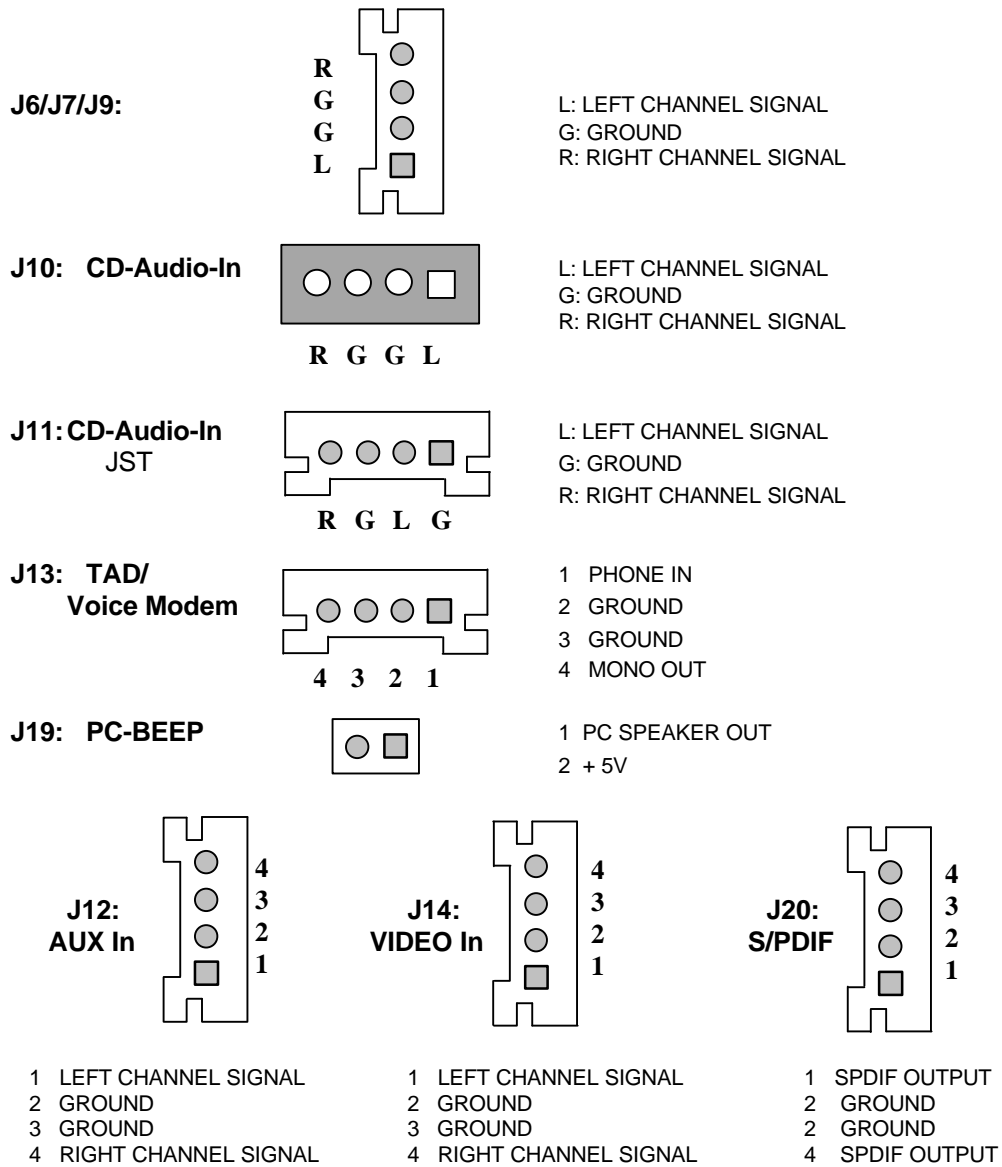 R
J6/J7/J9: G L: LEFT CHANNEL SIGNAL
G G: GROUND
L R: RIGHT CHANNEL SIGNAL
J10: CD-Audio-In L: LEFT CHANNEL SIGNAL
G: GROUND
R: RIGHT CHANNEL SIGNAL
R G G L
J11: CD-Audio-In L: LEFT CHANNEL SIGNAL
JST G: GROUND
R: RIGHT CHANNEL SIGNAL
R G L G
J13: TAD/ 1 PHONE IN
Voice Modem 2 GROUND
3 GROUND
4 MONO OUT
4 3 2 1
J19: PC-BEEP 1 PC SPEAKER OUT
2 + 5V
J12:
AUX In
4
3
2
1
J14:
VIDEO In
4
3
2
1
J20:
S/PDIF
4
3
2
1
1 LEFT CHANNEL SIGNAL
2 GROUND
3 GROUND
4 RIGHT CHANNEL SIGNAL
1 LEFT CHANNEL SIGNAL
2 GROUND
3 GROUND
4 RIGHT CHANNEL SIGNAL
1 SPDIF OUTPUT
2 GROUND
2 GROUND
4 SPDIF OUTPUT